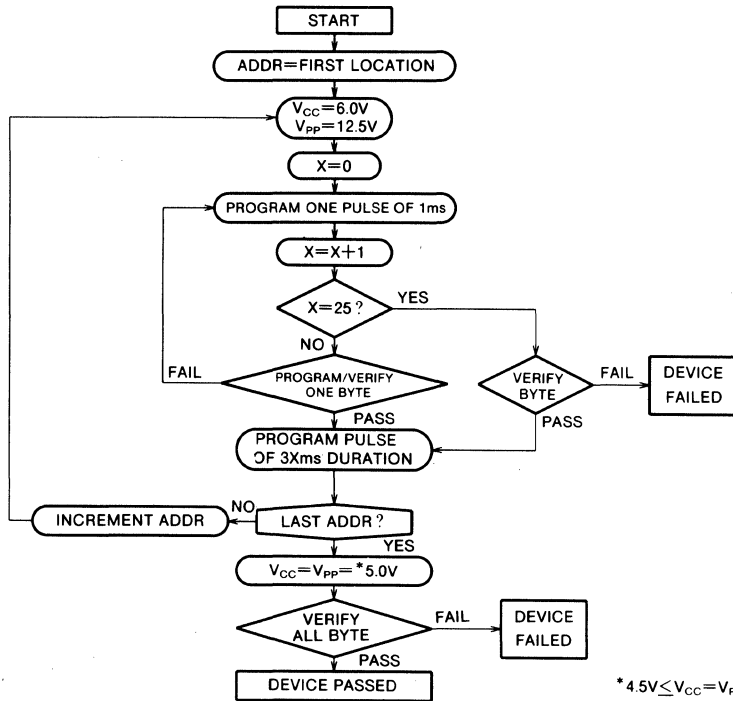 START
ADDR=FIRST LOCATION
VCC=6.0V
VPP=12.5V
X=0
PROGRAM ONE PULSE OF 1ms
X=X+1
X=25?
YES
NO
FAIL
PROGRAM/VERIFY
ONE BYTE
PASS
VERIFY
BYTE
FAIL
PASS
DEVICE
FAILED
PROGRAM PULSE
OF 3Xms DURATION
LAST ADDR?
NO
INCREMENT ADDR
YES
VCC=VPP=*5.0V
VERIFY
ALL BYTE
FAIL
DEVICE
FAILED
PASS
DEVICE PASSED
*4.5V≤VCC=